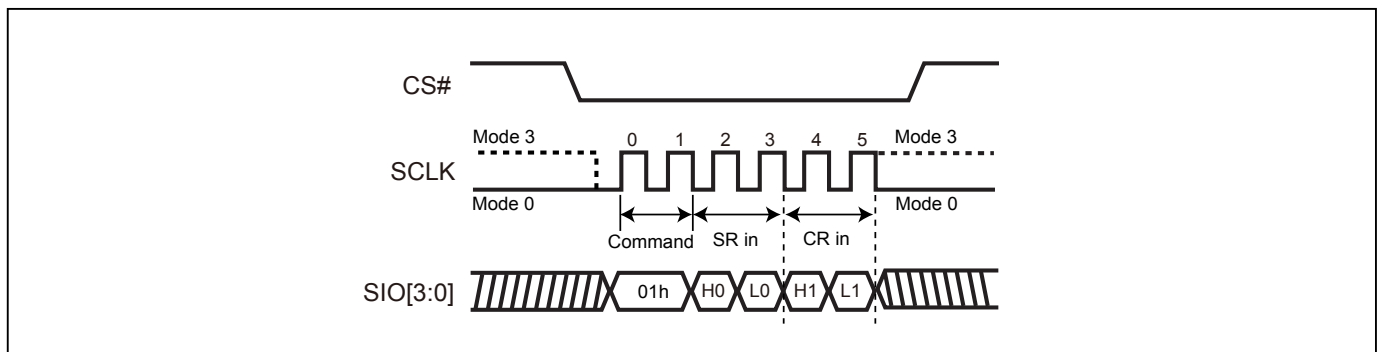 CS#
Mode 3 0 1 2 3 4 5 Mode 3
SCLK
Mode 0 Mode 0
Command SR in CR in
SIO[3:0] 01h H0 L0 H1 L1